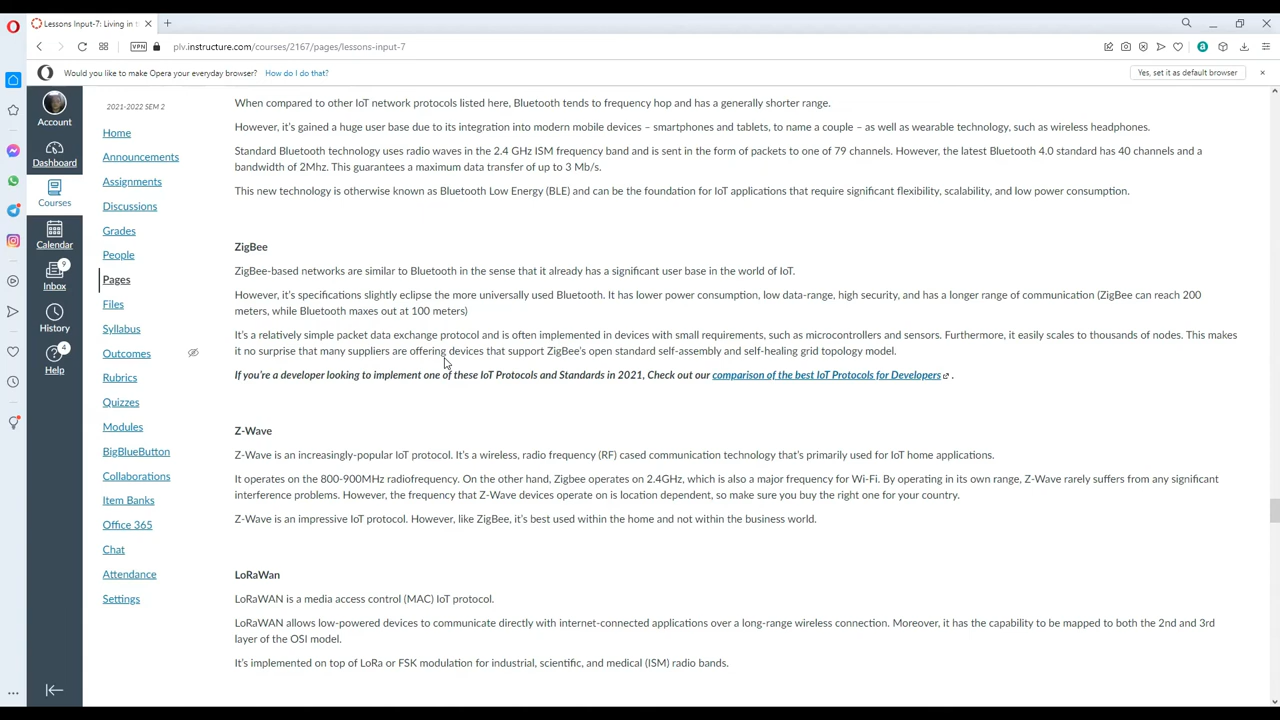 Lessons Input-7: Living in t
VPN
plv.instructure.com/courses/2167/pages/lessons-input-7
Would you like to make Opera your everyday browser? How do I do that?
Yes, set it as default browser
Account
Dashboard
Courses
Calendar
9
Inbox
History
4
Help
2021-2022 SEM 2
Home
Announcements
Assignments
Discussions
Grades
People
Pages
Files
Syllabus
Outcomes
Rubrics
Quizzes
Modules
BigBlueButton
Collaborations
Item Banks
Office 365
Chat
Attendance
Settings
When compared to other IoT network protocols listed here, Bluetooth tends to frequency hop and has a generally shorter range.
However, it's gained a huge user base due to its integration into modern mobile devices – smartphones and tablets, to name a couple – as well as wearable technology, such as wireless headphones.
Standard Bluetooth technology uses radio waves in the 2.4 GHz ISM frequency band and is sent in the form of packets to one of 79 channels. However, the latest Bluetooth 4.0 standard has 40 channels and a
bandwidth of 2Mhz. This guarantees a maximum data transfer of up to 3 Mb/s.
This new technology is otherwise known as Bluetooth Low Energy (BLE) and can be the foundation for IoT applications that require significant flexibility, scalability, and low power consumption.
ZigBee
ZigBee-based networks are similar to Bluetooth in the sense that it already has a significant user base in the world of IoT.
However, it's specifications slightly eclipse the more universally used Bluetooth. It has lower power consumption, low data-range, high security, and has a longer range of communication (ZigBee can reach 200
meters, while Bluetooth maxes out at 100 meters)
It's a relatively simple packet data exchange protocol and is often implemented in devices with small requirements, such as microcontrollers and sensors. Furthermore, it easily scales to thousands of nodes. This makes
it no surprise that many suppliers are offering devices that support ZigBee's open standard self-assembly and self-healing grid topology model.
If you're a developer looking to implement one of these IoT Protocols and Standards in 2021, Check out our comparison of the best IoT Protocols for Developers .
Z-Wave
Z-Wave is an increasingly-popular IoT protocol. It's a wireless, radio frequency (RF) cased communication technology that's primarily used for IoT home applications.
It operates on the 800-900MHz radiofrequency. On the other hand, Zigbee operates on 2.4GHz, which is also a major frequency for Wi-Fi. By operating in its own range, Z-Wave rarely suffers from any significant
interference problems. However, the frequency that Z-Wave devices operate on is location dependent, so make sure you buy the right one for your country.
Z-Wave is an impressive IoT protocol. However, like ZigBee, it's best used within the home and not within the business world.
LoRaWan
LoRaWAN is a media access control (MAC) IoT protocol.
LoRaWAN allows low-powered devices to communicate directly with internet-connected applications over a long-range wireless connection. Moreover, it has the capability to be mapped to both the 2nd and 3rd
layer of the OSI model.
It's implemented on top of LoRa or FSK modulation for industrial, scientific, and medical (ISM) radio bands.